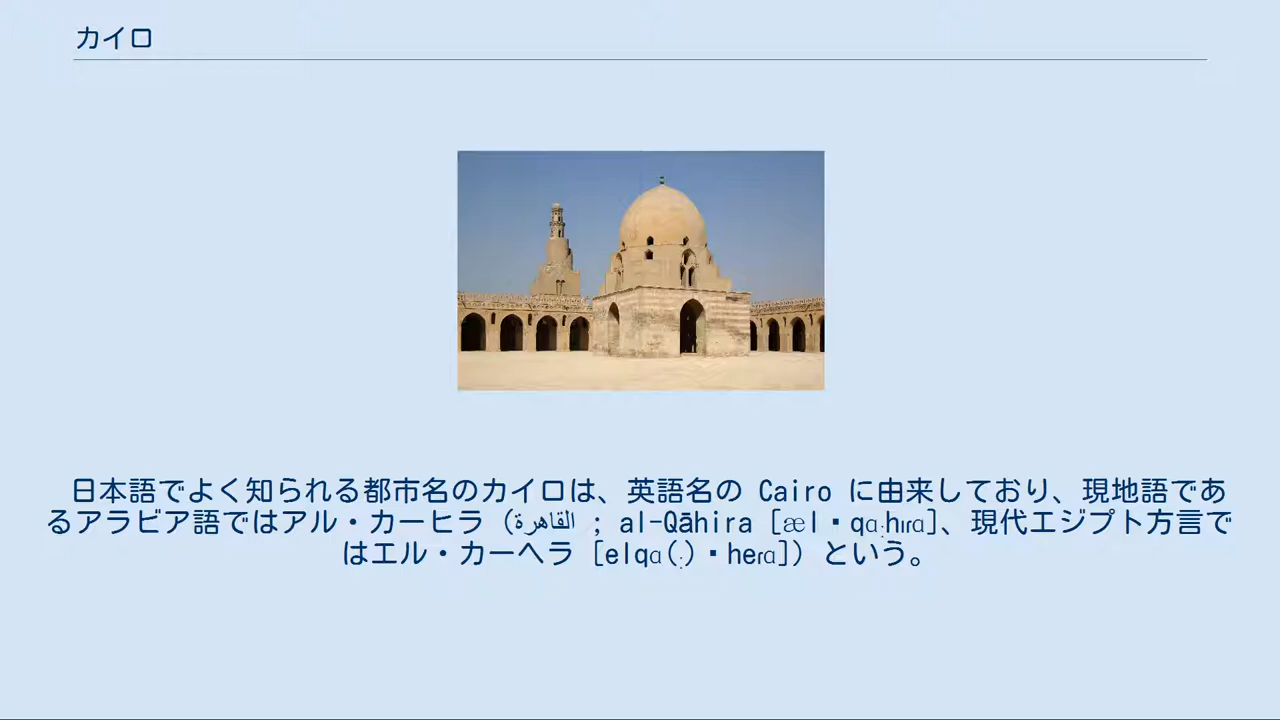 カイロ
日本語でよく知られる都市名のカイロは、英語名の Cairo に由来しており、現地語であ
るアラビア語ではアル・カーヒラ (القاهرة ; al-Qāhira [æl・qɑːhɪɾɑ]、現代エジプト方言で
はエル・カーヘラ [elqɑ(ː)・heɾɑ]) という。